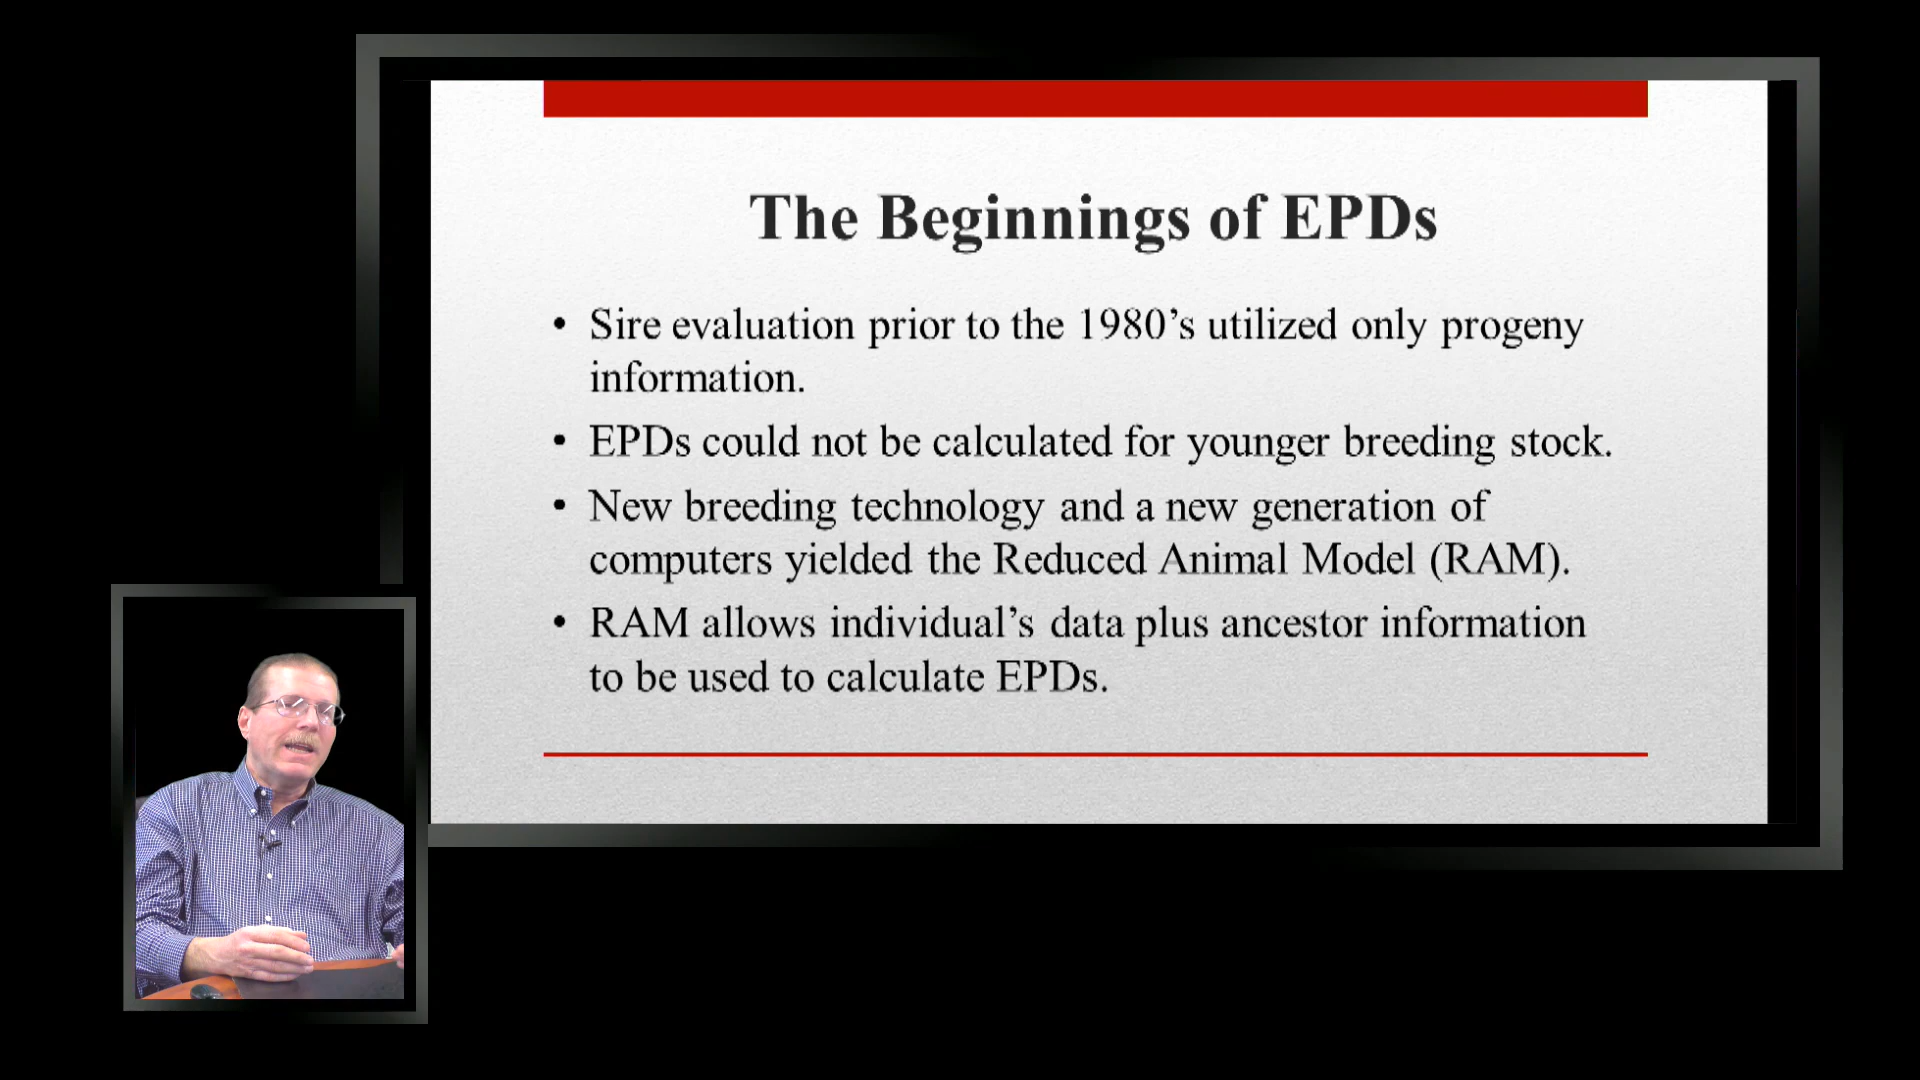 The Beginnings of EPDs
• Sire evaluation prior to the 1980’s utilized only progeny
information.
• EPDs could not be calculated for younger breeding stock.
• New breeding technology and a new generation of
computers yielded the Reduced Animal Model (RAM).
• RAM allows individual’s data plus ancestor information
to be used to calculate EPDs.